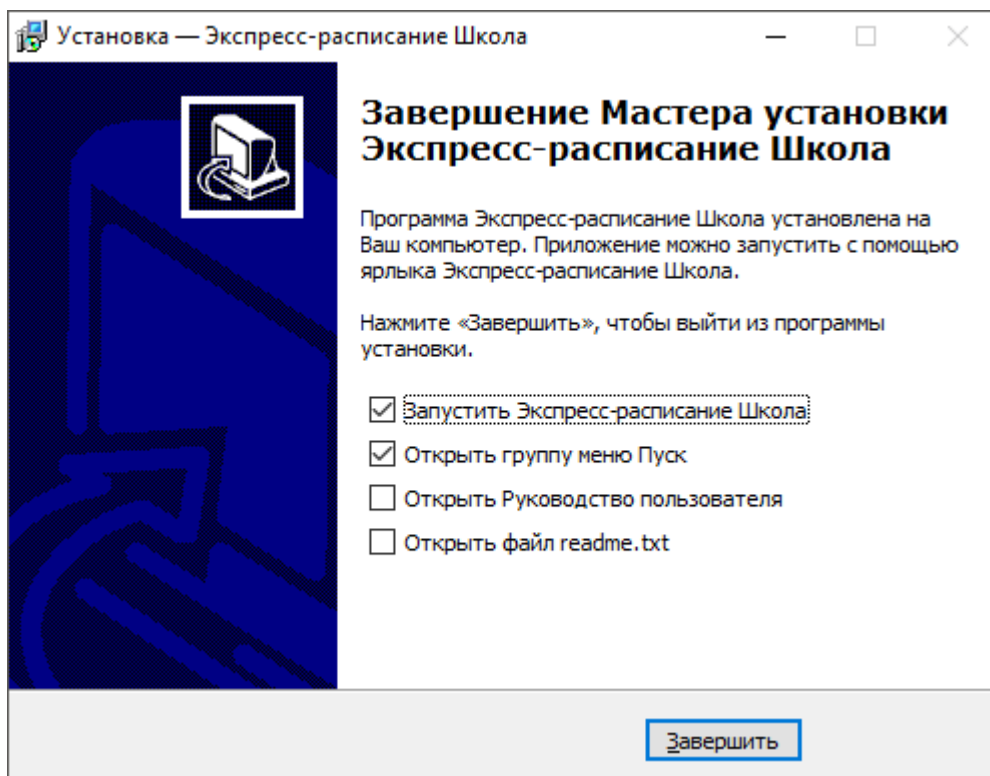 Установка — Экспресс-расписание Школа
Завершение Мастера установки
Экспресс-расписание Школа
Программа Экспресс-расписание Школа установлена на
Ваш компьютер. Приложение можно запустить с помощью
ярлыка Экспресс-расписание Школа.
Нажмите «Завершить», чтобы выйти из программы
установки.
Запустить Экспресс-расписание Школа
Открыть группу меню Пуск
Открыть Руководство пользователя
Открыть файл readme.txt
Завершить